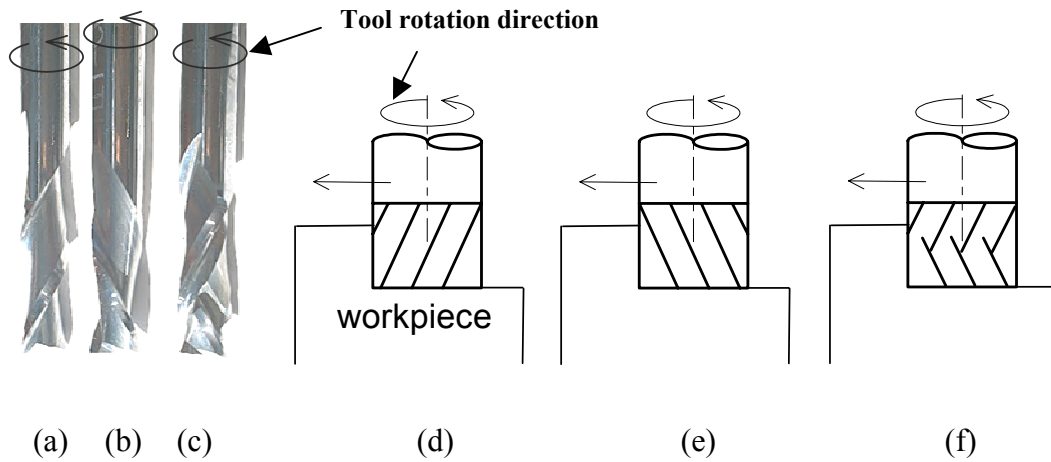 Tool rotation direction
workpiece
(a) (b) (c) (d) (e) (f)